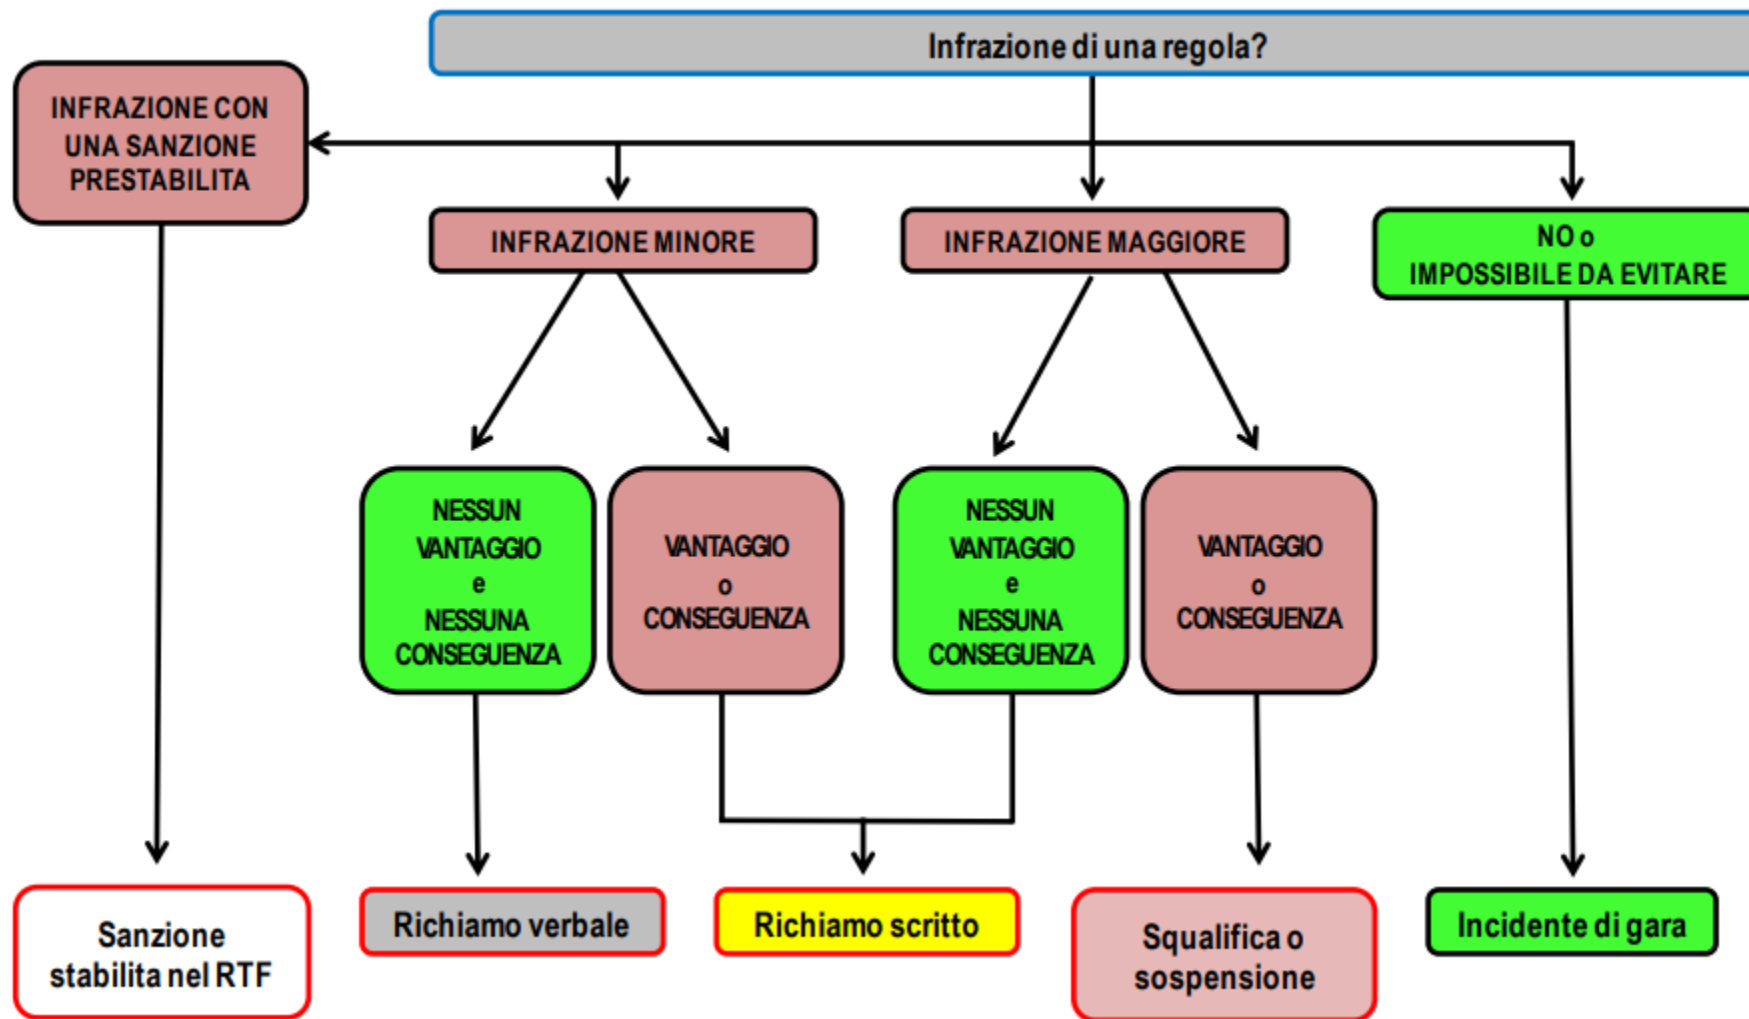 Infrazione di una regola?
INFRAZIONE CON
UNA SANZIONE
PRESTABILITA
INFRAZIONE MINORE
INFRAZIONE MAGGIORE
NO o
IMPOSSIBILE DA EVITARE
NESSUN
VANTAGGIO
e
NESSUNA
CONSEGUENZA
VANTAGGIO
o
CONSEGUENZA
NESSUN
VANTAGGIO
e
NESSUNA
CONSEGUENZA
VANTAGGIO
o
CONSEGUENZA
Sanzione
stabilita nel RTF
Richiamo verbale
Richiamo scritto
Squalifica o
sospensione
Incidente di gara